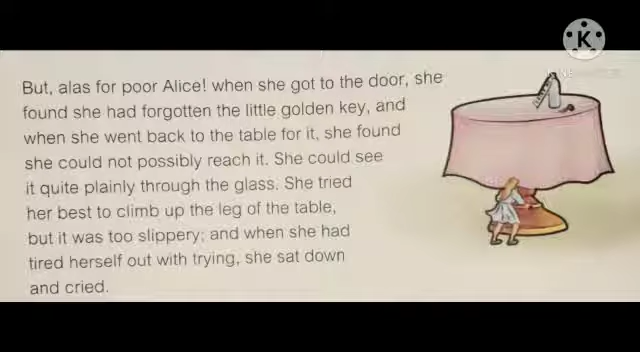 But, alas for poor Alice! when she got to the door, she
found she had forgotten the little golden key, and
when she went back to the table for it, she found
she could not possibly reach it. She could see
it quite plainly through the glass. She tried
her best to climb up the leg of the table,
but it was too slippery; and when she had
tired herself out with trying, she sat down
and cried.
K